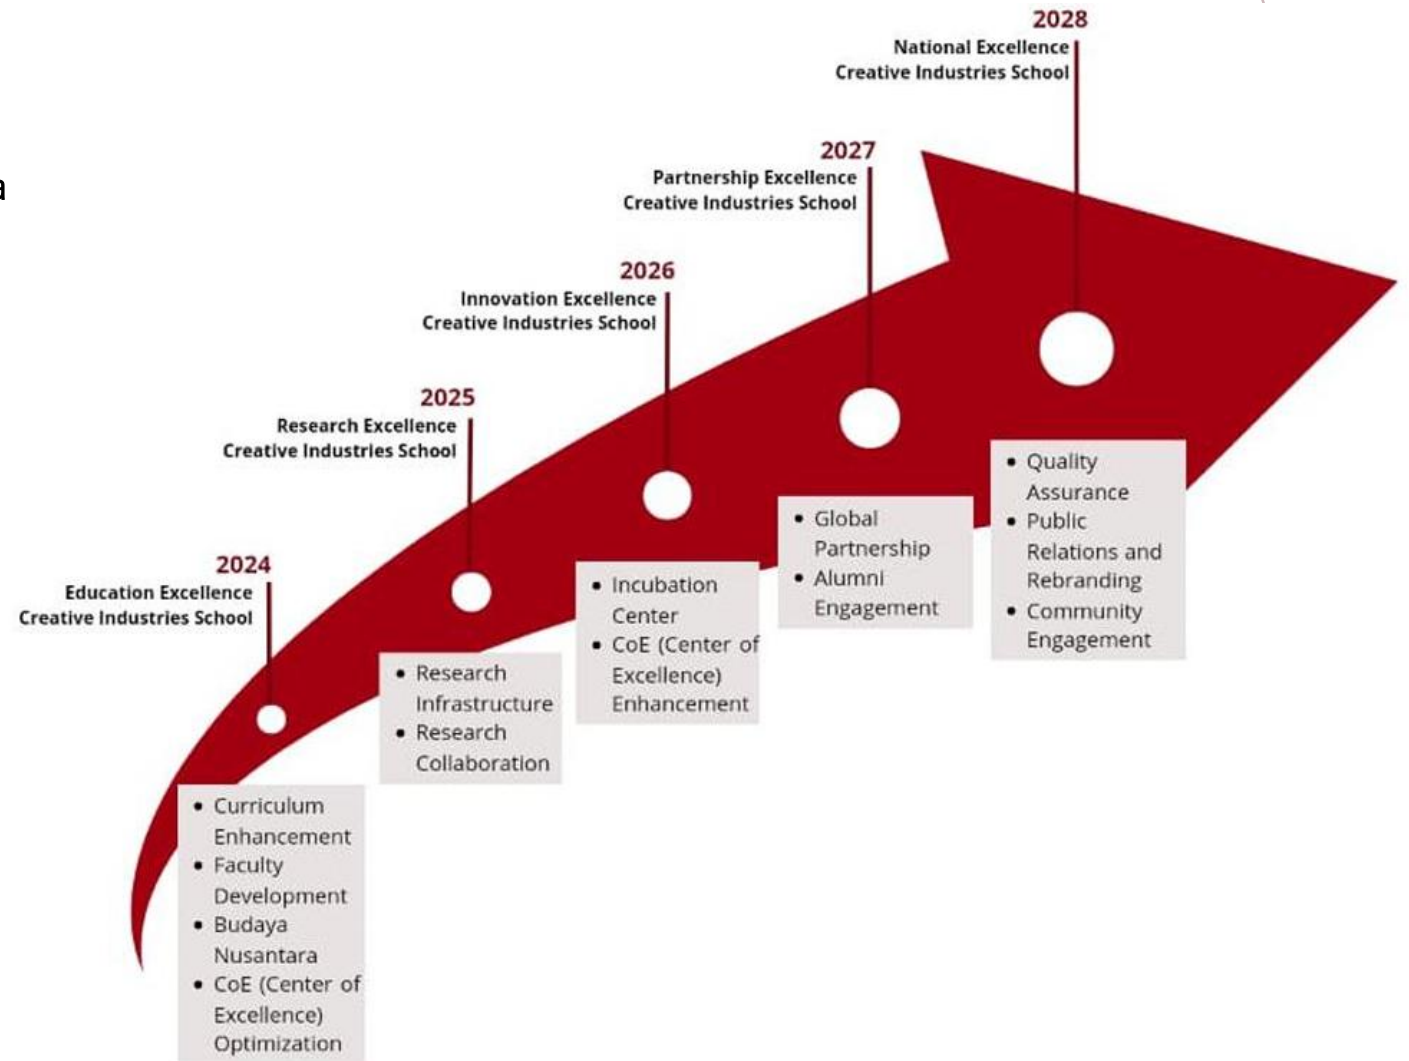 2028
National Excellence
Creative Industries School
2027
Partnership Excellence
Creative Industries School
2026
Innovation Excellence
Creative Industries School
2025
Research Excellence
Creative Industries School
2024
Education Excellence
Creative Industries School
a
• Curriculum
Enhancement
• Faculty
Development
• Budaya
Nusantara
• CoE (Center of
Excellence)
Optimization
• Research
Infrastructure
• Research
Collaboration
• Incubation
Center
• CoE (Center of
Excellence)
Enhancement
• Global
Partnership
• Alumni
Engagement
• Quality
Assurance
• Public
Relations and
Rebranding
• Community
Engagement